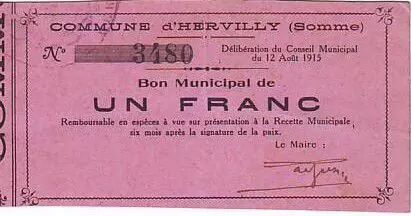 COMMUNE d'HERVILLY (Somme)
N° 3480
Délibération du Conseil Municipal
du 12 Août 1915
Bon Municipal de
UN FRANC
Remboursable en espèces à vue sur présentation à la Recette Municipale
six mois après la signature de la paix.
Le Maire :